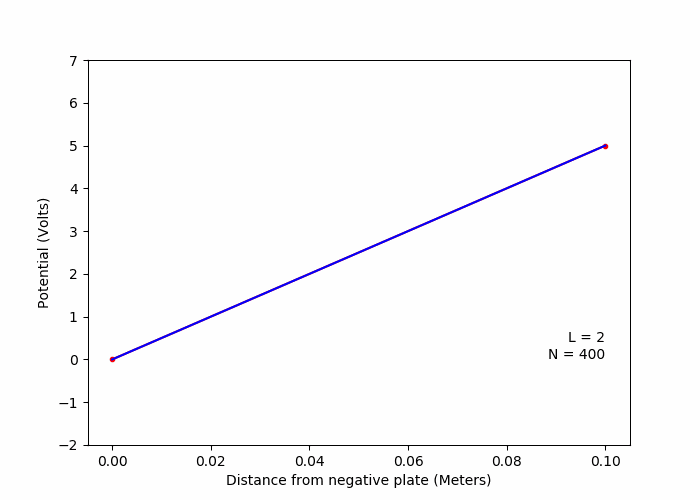 7
6
5
4
3
2
1
0
−1
−2
Potential (Volts)
L = 2
N = 400
0.00 0.02 0.04 0.06 0.08 0.10
Distance from negative plate (Meters)